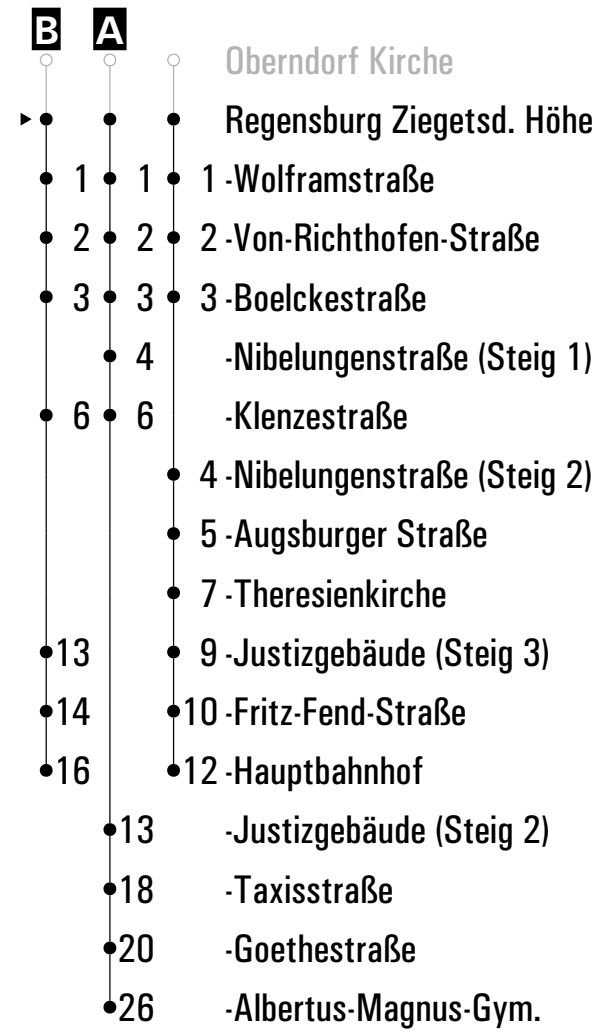 B A
Oberndorf Kirche
Regensburg Ziegetsd. Höhe
1 1 1 -Wolframstraße
2 2 2 -Von-Richthofen-Straße
3 3 3 -Boelckestraße
4 -Nibelungenstraße (Steig 1)
6 6 -Klenzestraße
4 -Nibelungenstraße (Steig 2)
5 -Augsburger Straße
7 -Theresienkirche
13 9 -Justizgebäude (Steig 3)
14 10 -Fritz-Fend-Straße
16 12 -Hauptbahnhof
13 -Justizgebäude (Steig 2)
18 -Taxisstraße
20 -Goethestraße
26 -Albertus-Magnus-Gym.